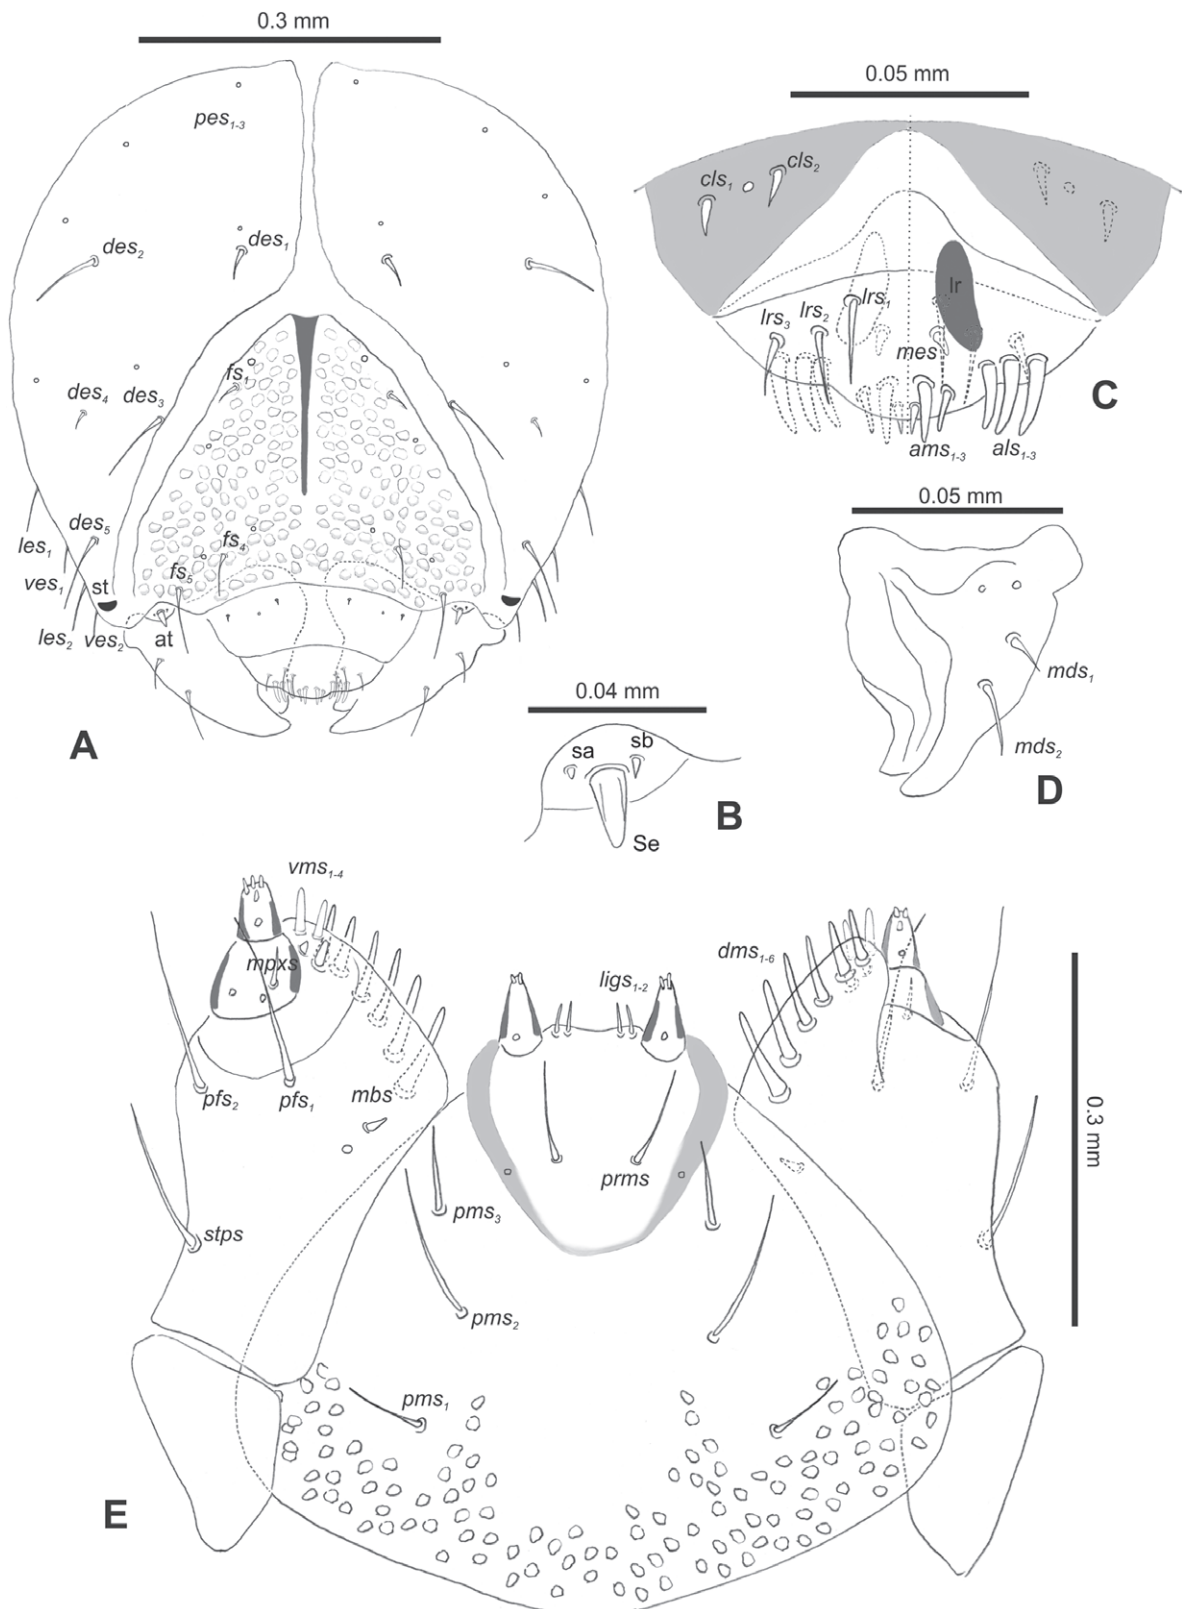 0.3 mm
pes₁₋₃
des₂
des₁
des₄
des₃
fs₁
des₅
fs₄
les₁
ves₁
st
fs₅
les₂
ves₂
at
A
0.05 mm
cls₁
cls₂
lr
lrs₃
lrs₂
lrs₁
mes
ams₁₋₃
als₁₋₃
C
0.04 mm
sa
sb
Se
B
0.05 mm
mds₁
mds₂
D
vms₁₋₄
mpxs
ligs₁₋₂
dms₁₋₆
pfs₂
pfs₁
mbs
prms
pms₃
stps
pms₂
pms₁
0.3 mm
E